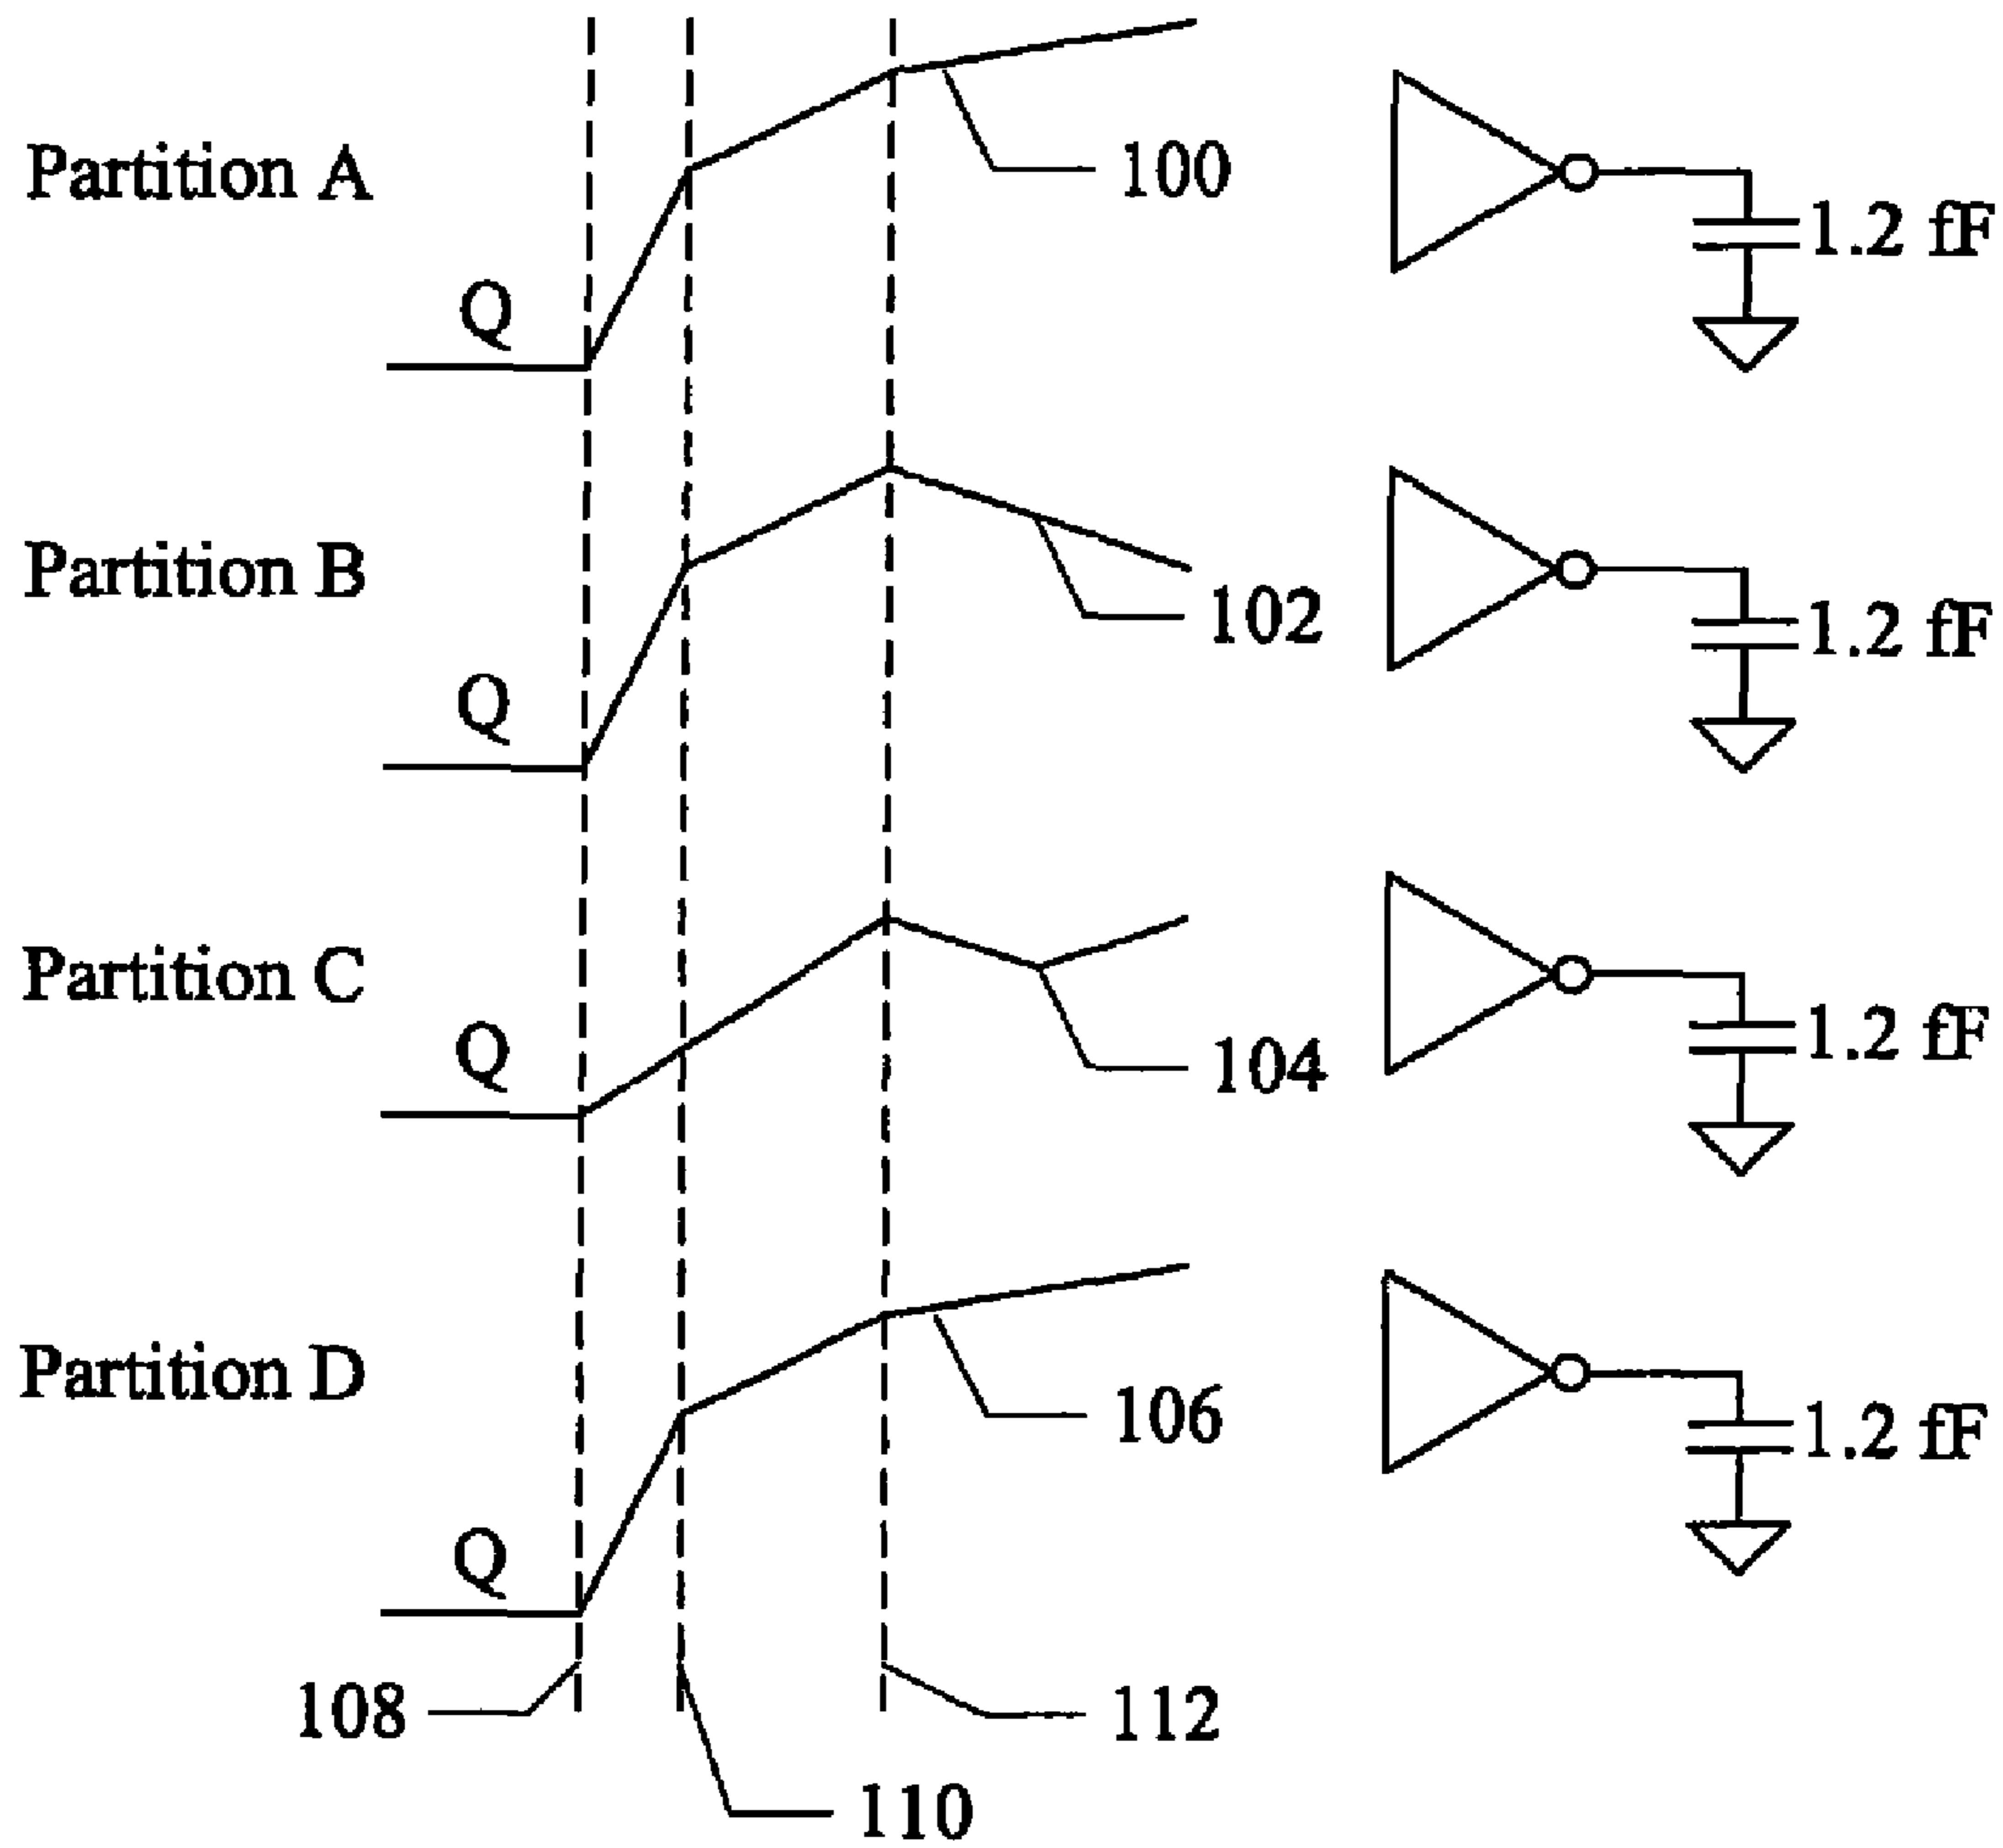 Partition A
100
1.2 fF
Q
Partition B
102
1.2 fF
Q
Partition C
104
1.2 fF
Q
Partition D
106
1.2 fF
Q
108
112
110